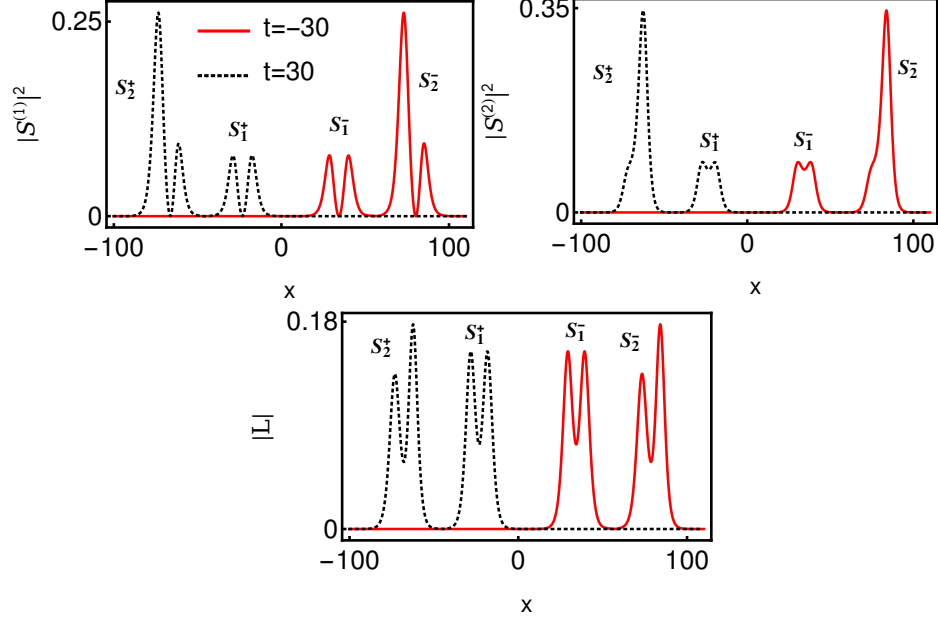 0.25
t=−30
t=30
S₂⁺
S₁⁺
S₁⁻
S₂⁻
|S⁽¹⁾|²
0
−100
0
100
x
0.35
S₂⁺
S₁⁺
S₁⁻
S₂⁻
|S⁽²⁾|²
0
−100
0
100
x
0.18
S₂⁺
S₁⁺
S₁⁻
S₂⁻
|L|
0
−100
0
100
x